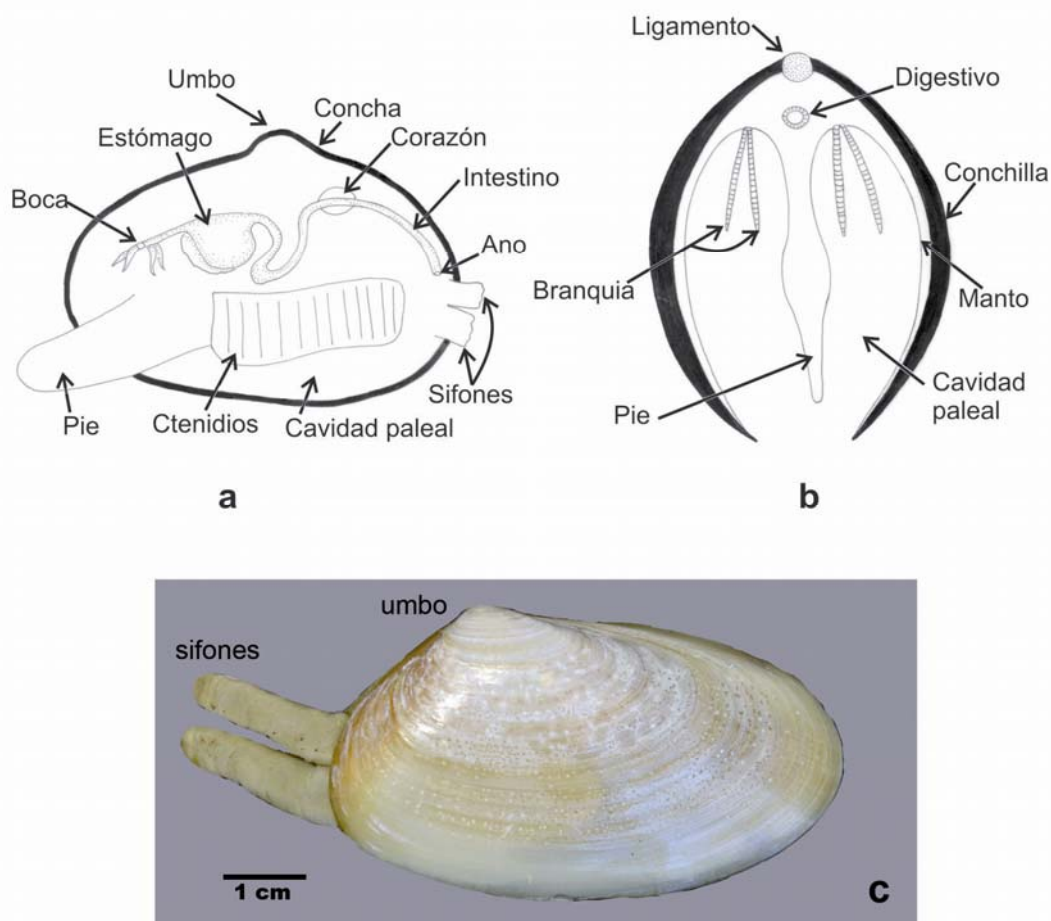 Umbo
Concha
Estómago
Corazón
Boca
Intestino
Ano
Pie
Ctenidios
Cavidad paleal
Sifones
a
Ligamento
Digestivo
Conchilla
Branquia
Manto
Pie
Cavidad
paleal
b
umbo
sifones
1 cm
c